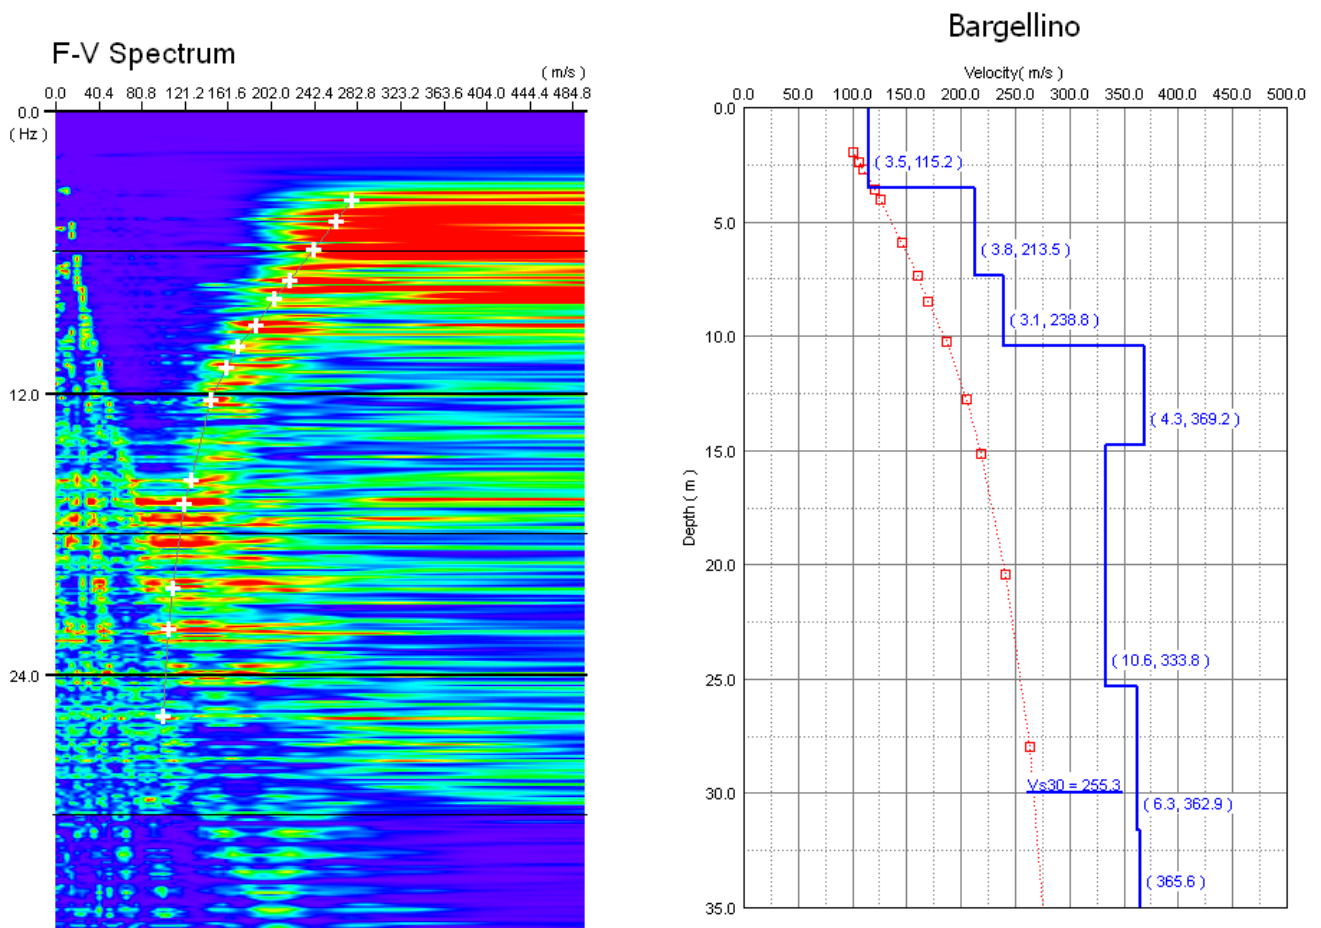 Bargellino
F-V Spectrum
( m/s )
0.0 40.4 80.8 121.2 161.6 202.0 242.4 282.8 323.2 363.6 404.0 444.4 484.8
0.0
( Hz )
12.0
24.0
Velocity( m/s )
0.0 50.0 100.0 150.0 200.0 250.0 300.0 350.0 400.0 450.0 500.0
0.0
( 3.5, 115.2 )
5.0
( 3.8, 213.5 )
( 3.1, 238.8 )
10.0
( 4.3, 369.2 )
15.0
Depth ( m )
20.0
( 10.6, 333.8 )
25.0
Vs30 = 255.3
30.0
( 6.3, 362.9 )
( 365.6 )
35.0